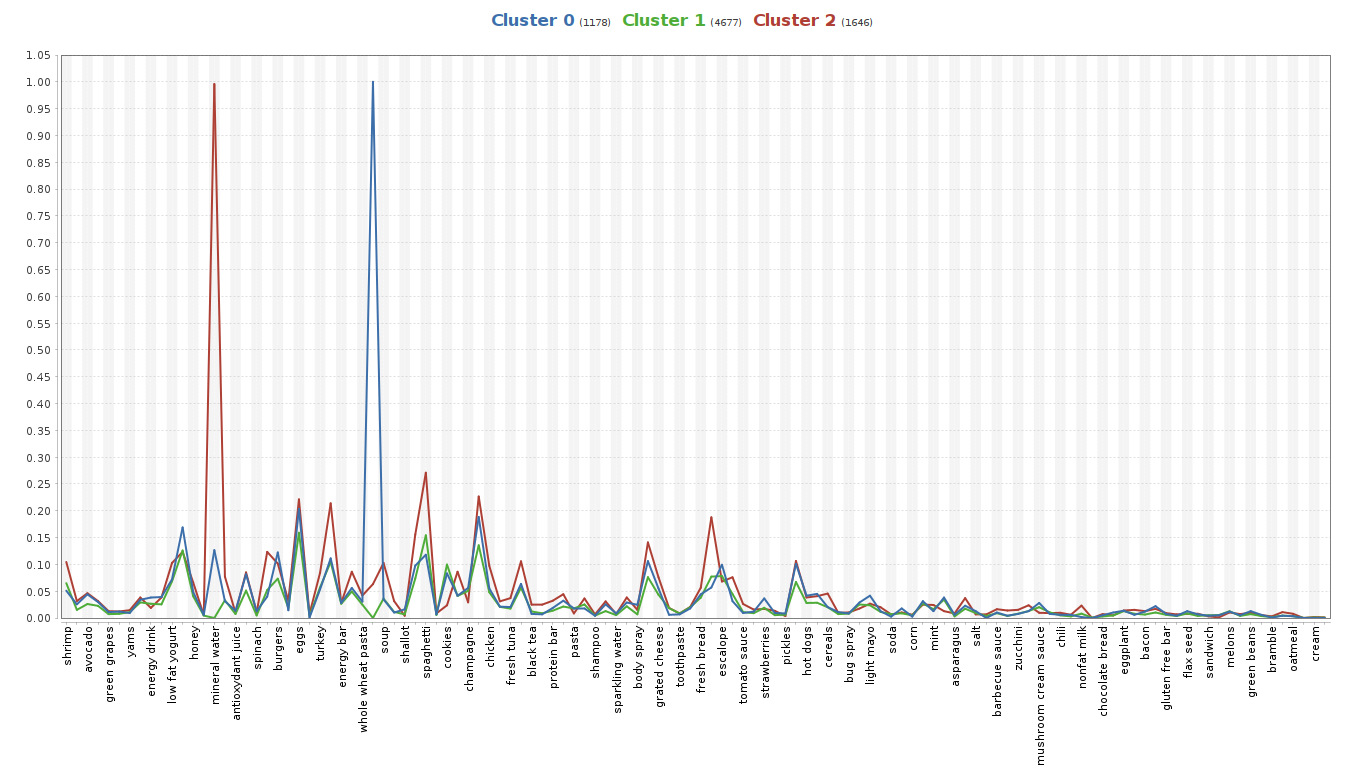 Cluster 0 (1178) Cluster 1 (4677) Cluster 2 (1646)
1.05
1.00
0.95
0.90
0.85
0.80
0.75
0.70
0.65
0.60
0.55
0.50
0.45
0.40
0.35
0.30
0.25
0.20
0.15
0.10
0.05
0.00
shrimp
avocado
green grapes
yams
energy drink
low fat yogurt
honey
mineral water
antioxydant juice
spinach
burgers
eggs
turkey
energy bar
whole wheat pasta
soup
shallot
spaghetti
cookies
champagne
chicken
fresh tuna
black tea
protein bar
pasta
shampoo
sparkling water
body spray
grated cheese
toothpaste
fresh bread
escalope
tomato sauce
strawberries
pickles
hot dogs
cereals
bug spray
light mayo
soda
corn
mint
asparagus
salt
barbecue sauce
zucchini
mushroom cream sauce
chili
nonfat milk
chocolate bread
eggplant
bacon
gluten free bar
flax seed
sandwich
melons
green beans
bramble
oatmeal
cream